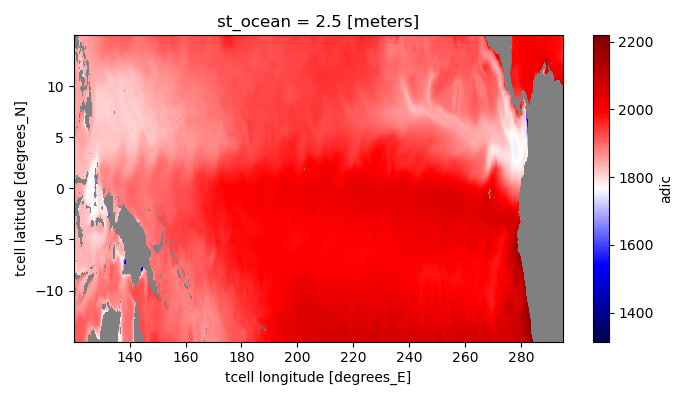 st_ocean = 2.5 [meters]
10
5
0
−5
−10
tcell latitude [degrees_N]
140 160 180 200 220 240 260 280
tcell longitude [degrees_E]
2200
2000
1800
1600
1400
adic